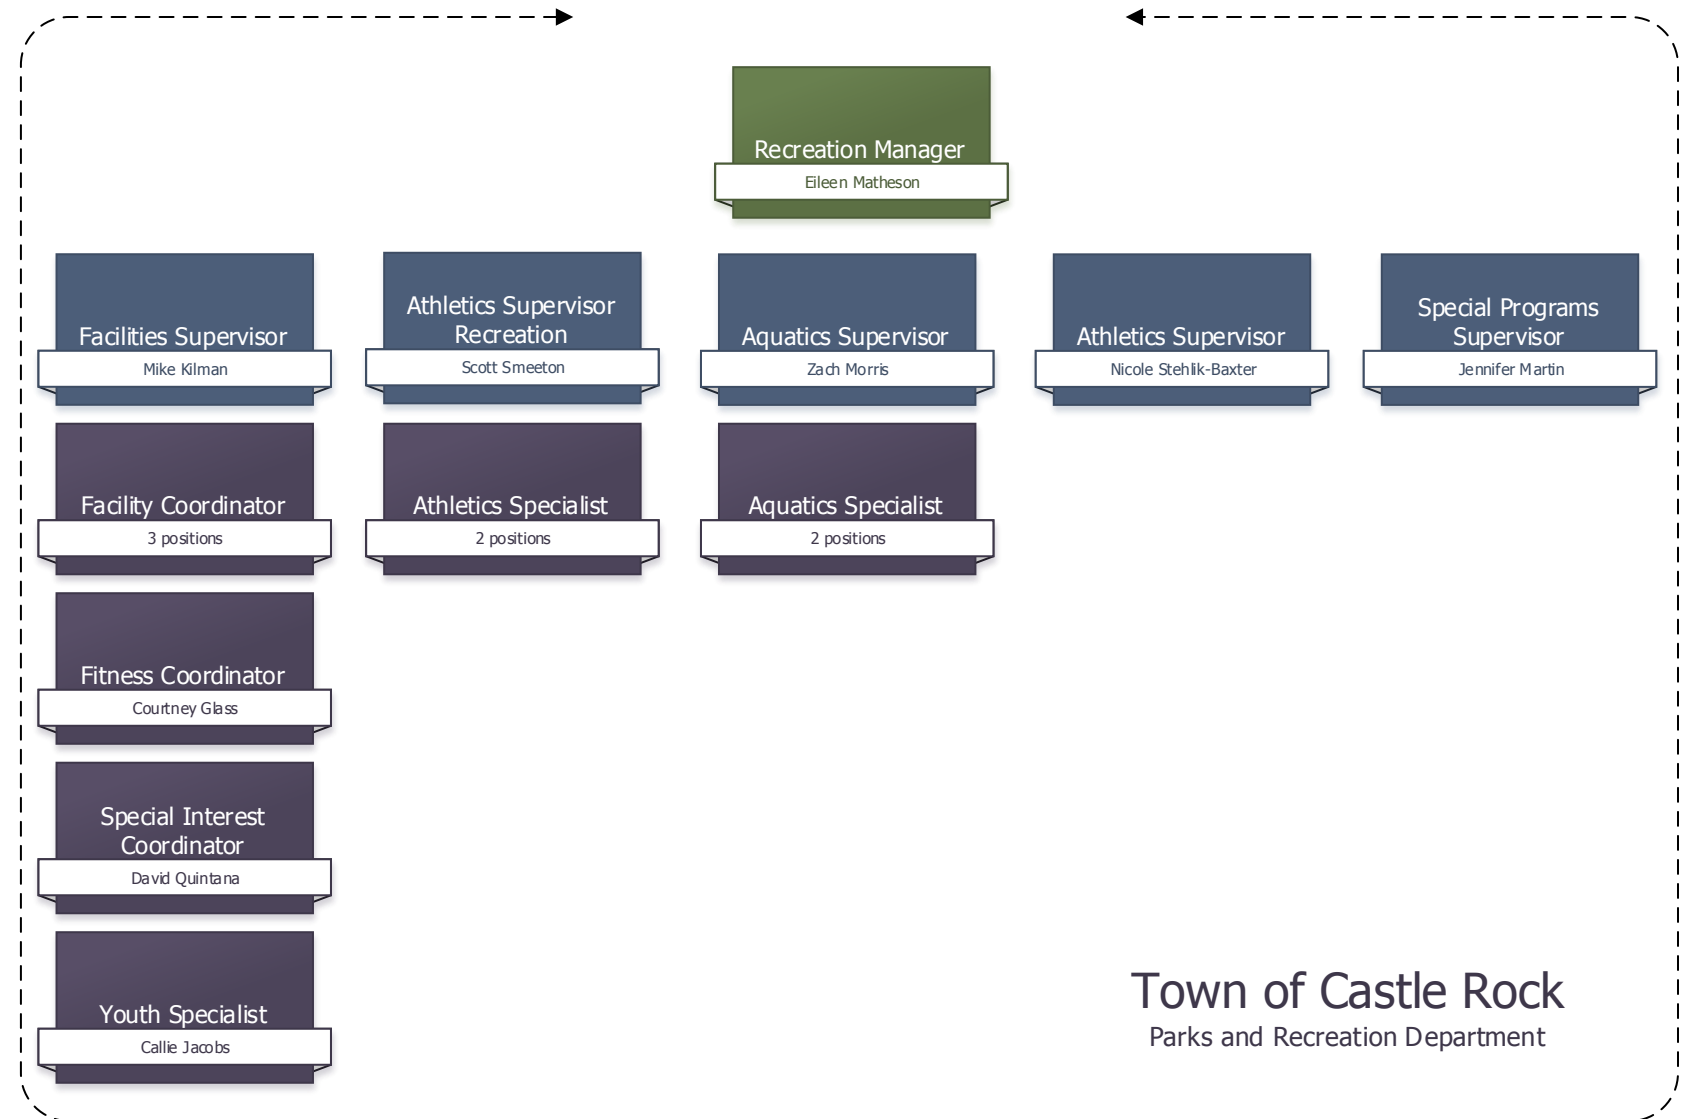 Recreation Manager
Eileen Matheson
Facilities Supervisor
Mike Kilman
Athletics Supervisor
Recreation
Scott Smeeton
Aquatics Supervisor
Zach Morris
Athletics Supervisor
Nicole Stehlik-Baxter
Special Programs
Supervisor
Jennifer Martin
Facility Coordinator
3 positions
Athletics Specialist
2 positions
Aquatics Specialist
2 positions
Fitness Coordinator
Courtney Glass
Special Interest
Coordinator
David Quintana
Youth Specialist
Callie Jacobs
Town of Castle Rock
Parks and Recreation Department